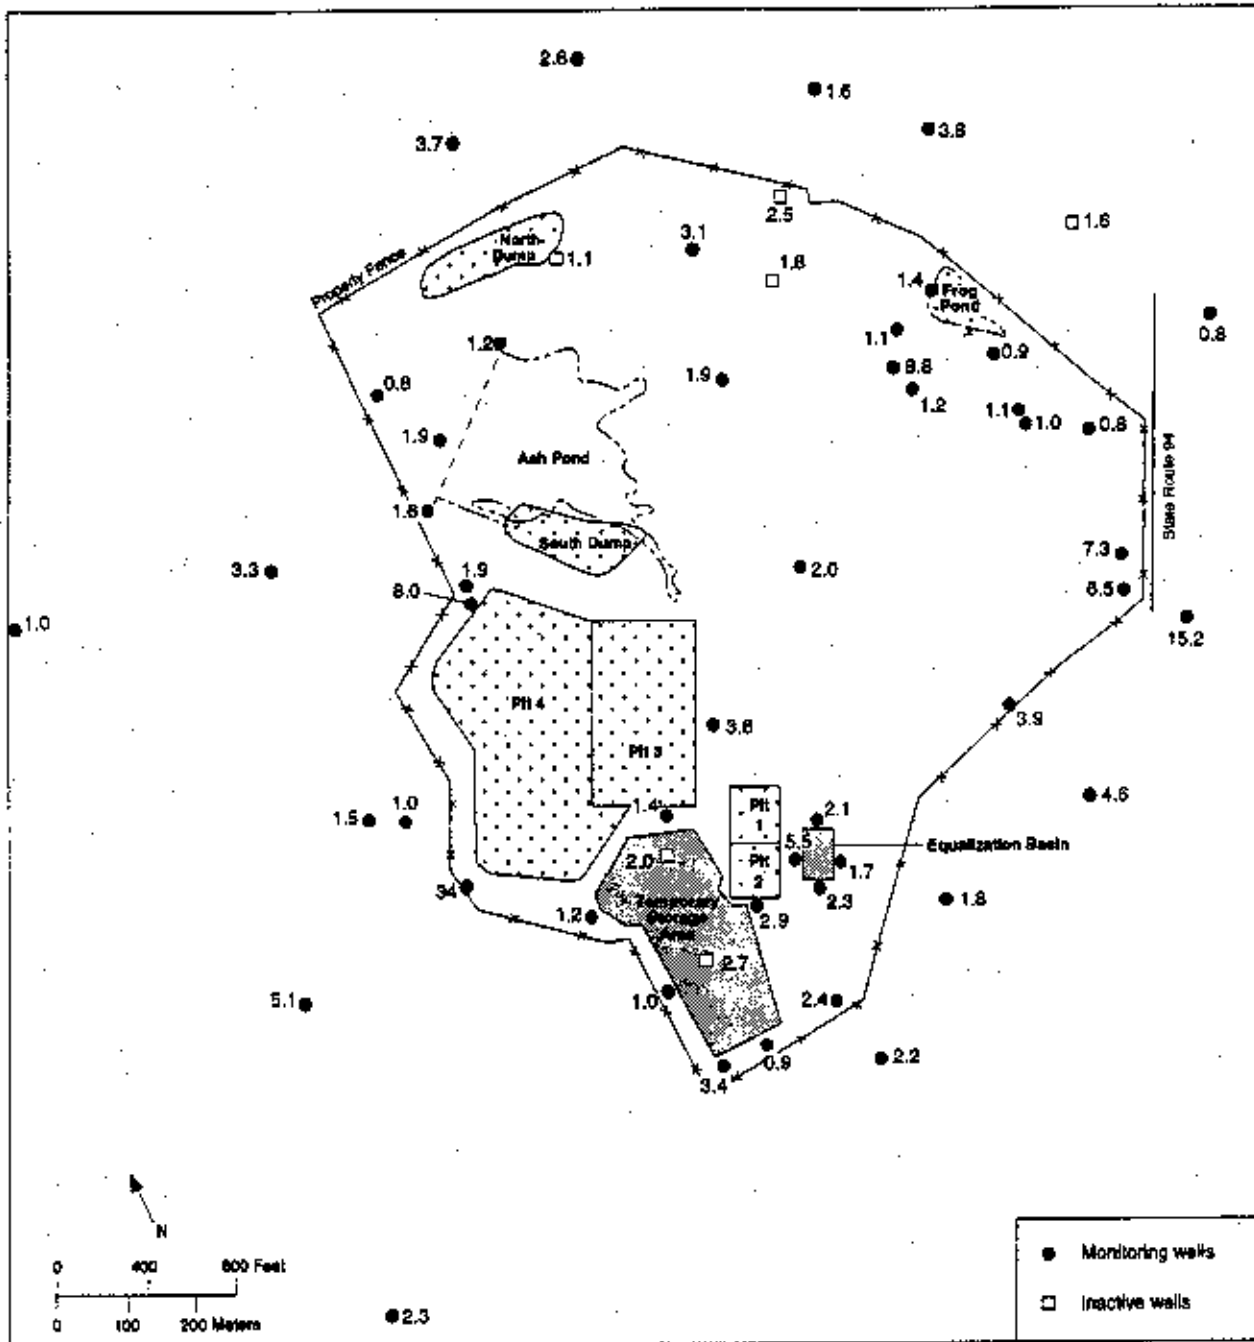 2.6
1.6
3.8
3.7
2.5
1.6
3.1
North
Dump
1.1
1.8
Property Fence
1.4
Frog
Pond
0.8
1.2
1.1
0.9
8.8
1.9
1.2
0.8
1.1
1.0
0.8
1.9
Ash Pond
State Route 94
1.6
South Dump
7.3
3.3
1.9
2.0
8.0
6.5
1.0
15.2
Pit 4
3.9
3.6
Pit 3
4.6
1.4
Pit
1
2.1
1.5
1.0
Equalization Basin
5.5
2.0
Pit
2
1.7
34
2.3
1.8
1.2
Temporary
Storage
Area
2.9
2.7
1.0
2.4
5.1
0.9
2.2
3.4
N
0 400 800 Feet
0 100 200 Meters
2.3
Monitoring wells
Inactive wells